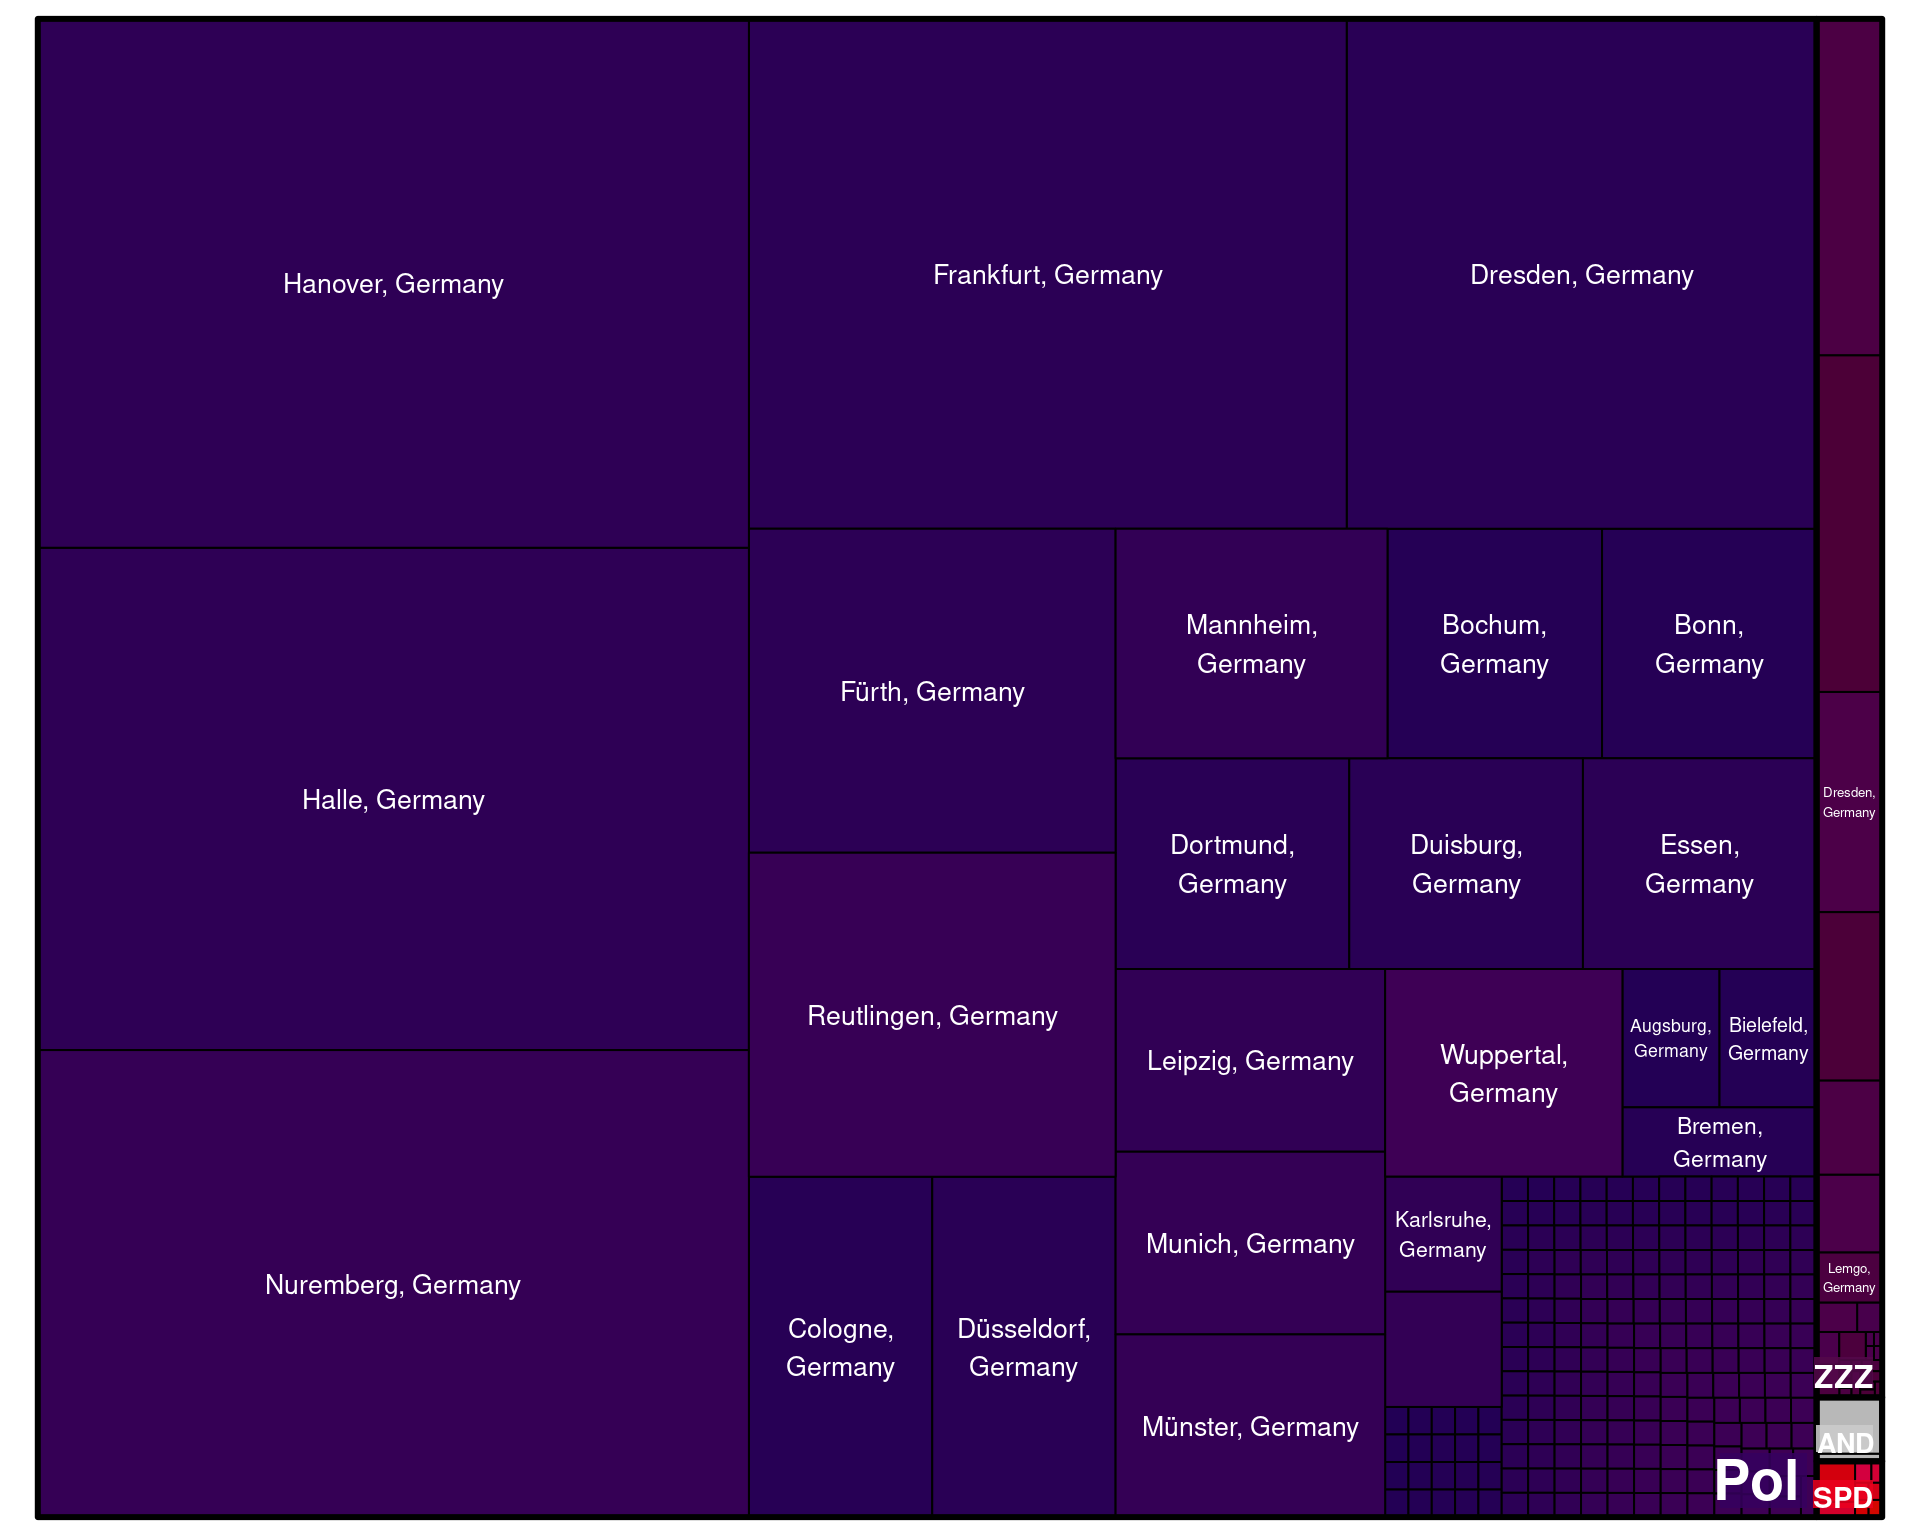 Hanover, Germany
Frankfurt, Germany
Dresden, Germany
Halle, Germany
Fürth, Germany
Mannheim,
Germany
Bochum,
Germany
Bonn,
Germany
Dortmund,
Germany
Duisburg,
Germany
Essen,
Germany
Dresden,
Germany
Reutlingen, Germany
Leipzig, Germany
Wuppertal,
Germany
Augsburg,
Germany
Bielefeld,
Germany
Bremen,
Germany
Nuremberg, Germany
Cologne,
Germany
Düsseldorf,
Germany
Munich, Germany
Karlsruhe,
Germany
Lemgo,
Germany
Münster, Germany
ZZZ
AND
Pol
SPD